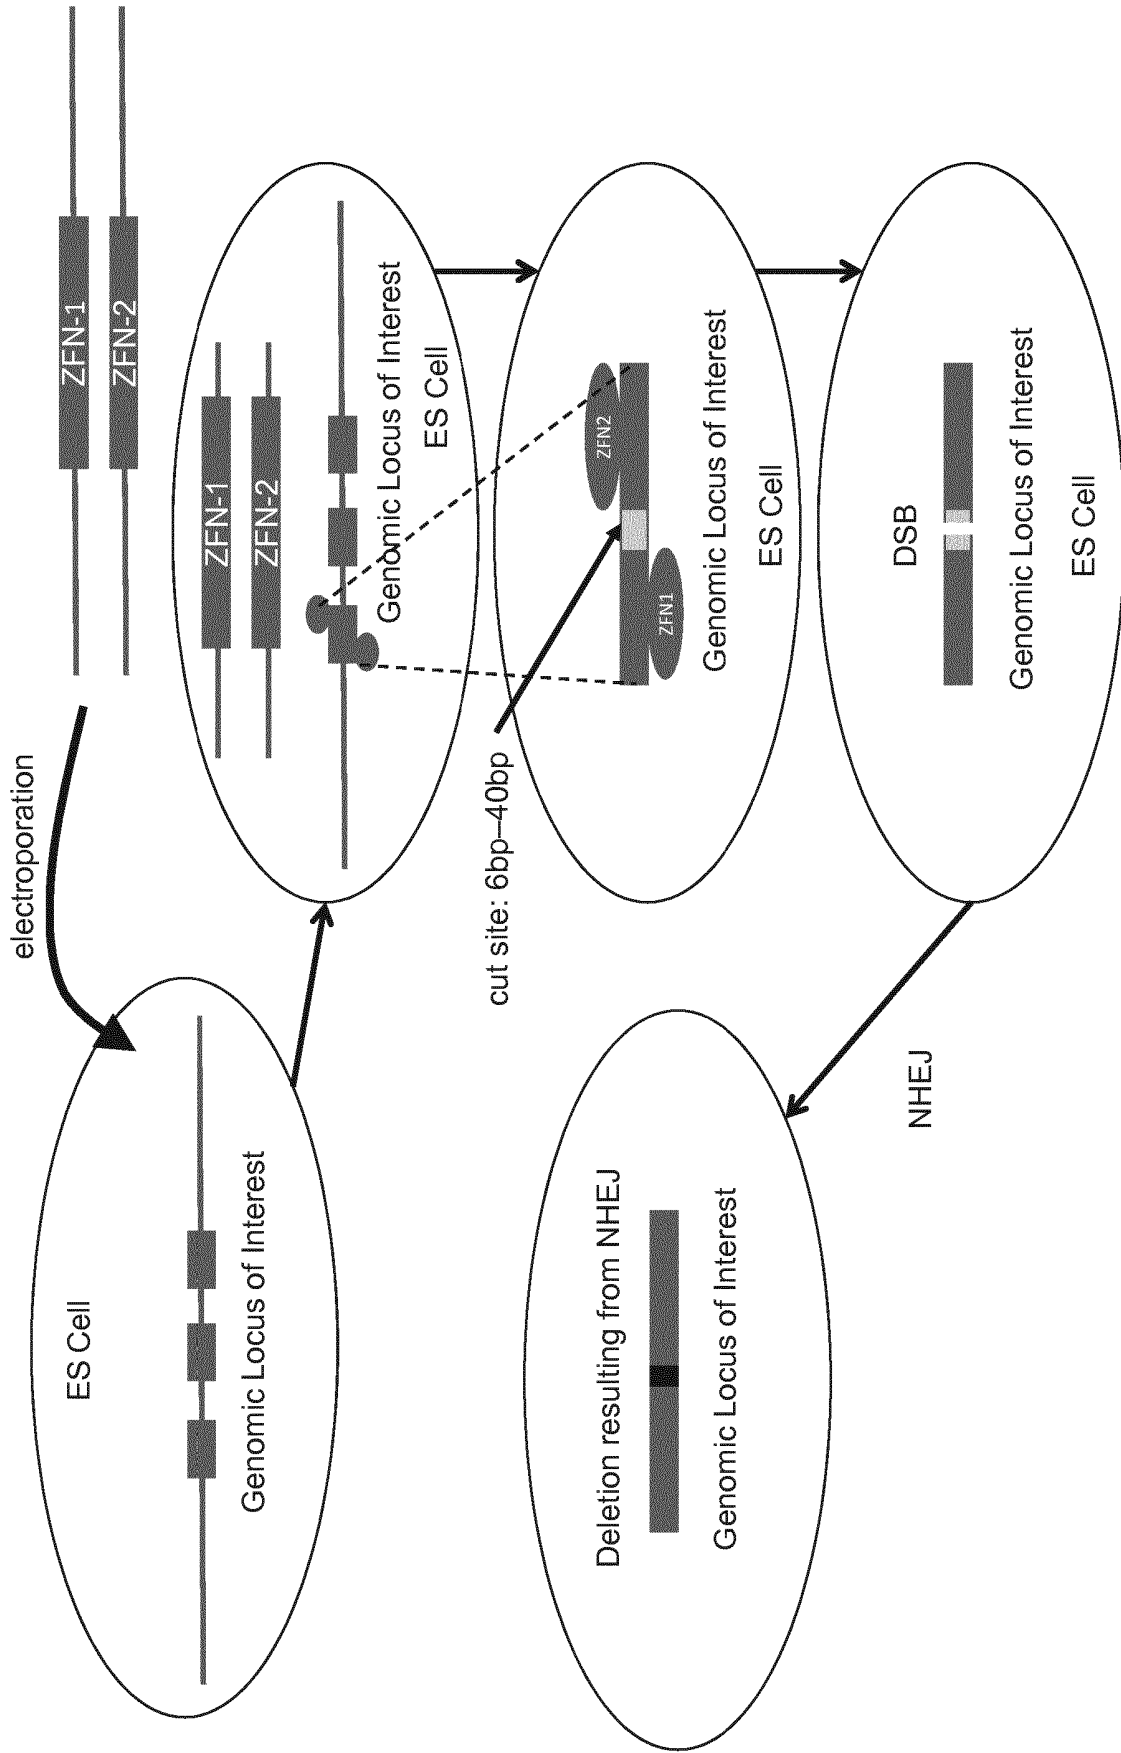 electroporation
ZFN-1
ZFN-2
ES Cell
Genomic Locus of Interest
ZFN-1
ZFN-2
Genomic Locus of Interest
ES Cell
cut site: 6bp–40bp
ZFN2
ZFN1
Genomic Locus of Interest
ES Cell
DSB
Genomic Locus of Interest
ES Cell
NHEJ
Deletion resulting from NHEJ
Genomic Locus of Interest